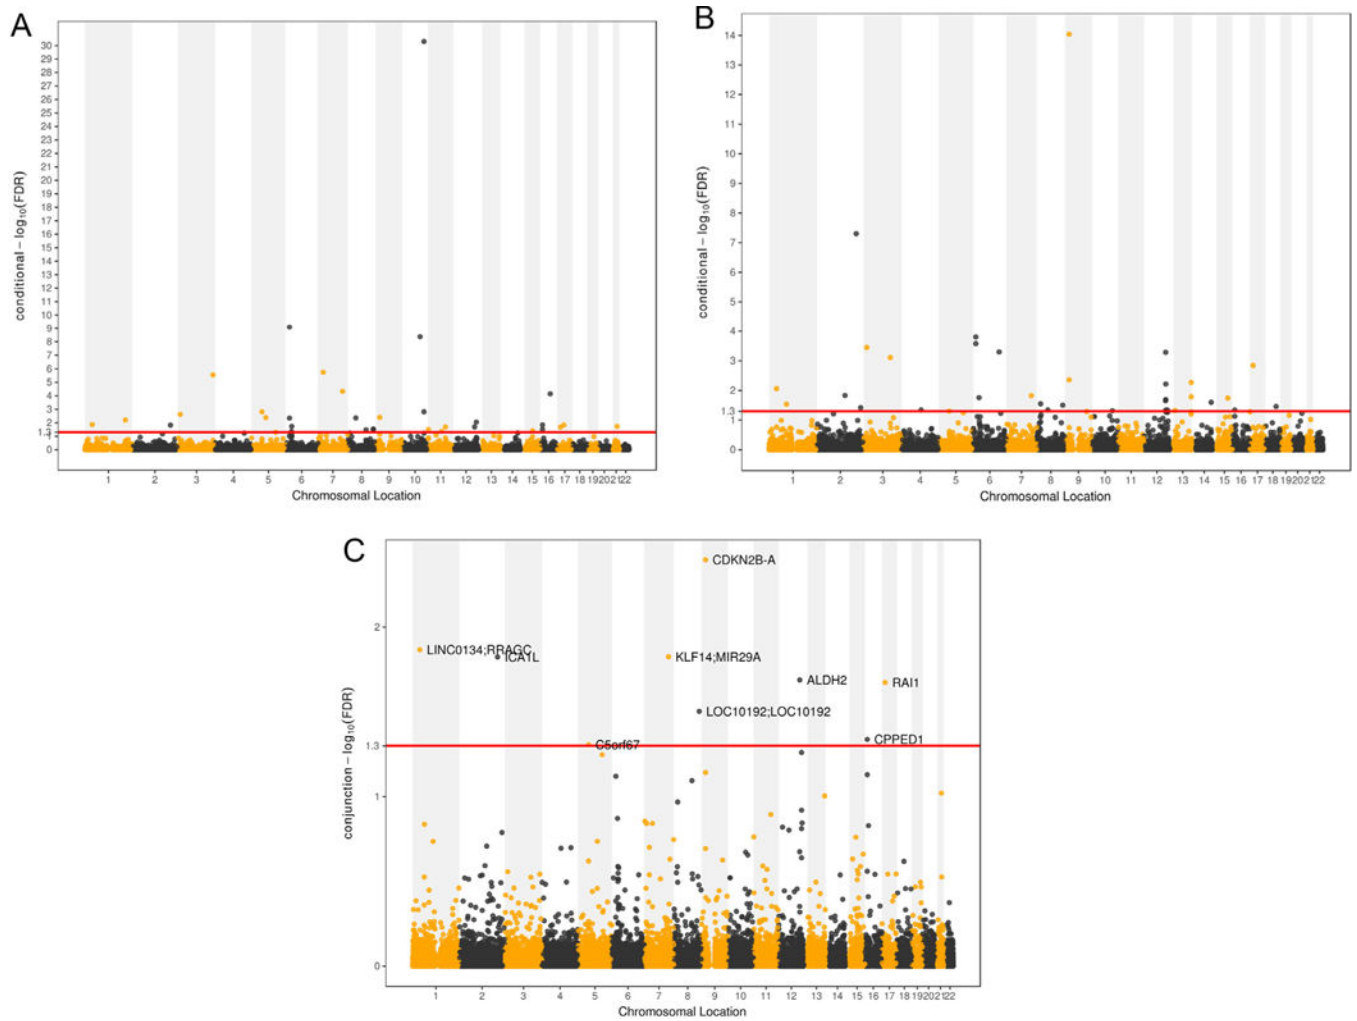 A
conditional − log10(FDR)
30
29
28
27
26
25
24
23
22
21
20
19
18
17
16
15
14
13
12
11
10
9
8
7
6
5
4
3
2
1.3
1
0
1 2 3 4 5 6 7 8 9 10 11 12 13 14 15 16 17 18 19 20 21 22
Chromosomal Location
B
conditional − log10(FDR)
14
13
12
11
10
9
8
7
6
5
4
3
2
1.3
1
0
1 2 3 4 5 6 7 8 9 10 11 12 13 14 15 16 17 18 19 20 21 22
Chromosomal Location
C
conjunction − log10(FDR)
CDKN2B-A
2
LINC0134;RRAGC
ICA1L
KLF14;MIR29A
ALDH2
RAI1
LOC10192;LOC10192
CPPED1
C5orf67
1.3
1
0
1 2 3 4 5 6 7 8 9 10 11 12 13 14 15 16 17 18 19 20 21 22
Chromosomal Location